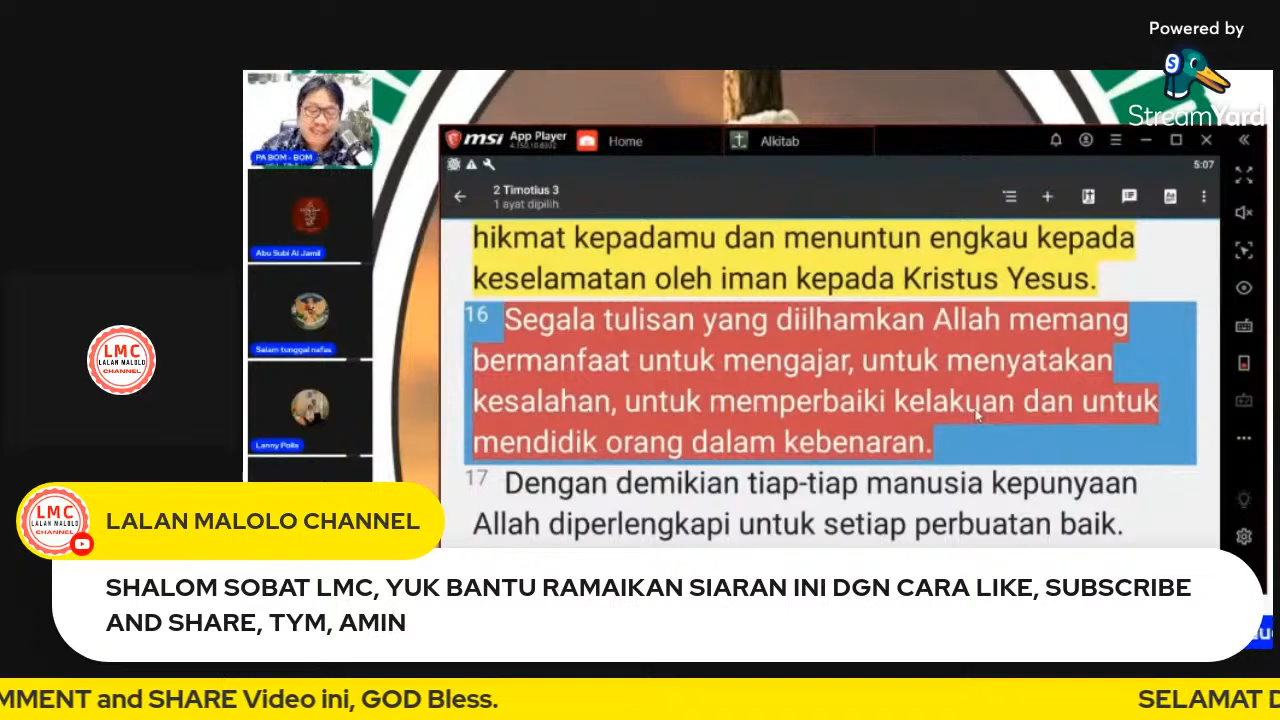 Powered by
StreamYard
msi App Player
Home
Alkitab
5:07
PA BOM - BOM
2 Timotius 3
1 ayat dipilih
hikmat kepadamu dan menuntun engkau kepada
keselamatan oleh iman kepada Kristus Yesus.
Abu Subi Al Jamil
16 Segala tulisan yang diilhamkan Allah memang
bermanfaat untuk mengajar, untuk menyatakan
kesalahan, untuk memperbaiki kelakuan dan untuk
mendidik orang dalam kebenaran.
Salam tunggal nafas
Lanny Polla
17 Dengan demikian tiap-tiap manusia kepunyaan
Allah diperlengkapi untuk setiap perbuatan baik.
LMC
LALAN MALOLO
CHANNEL
LMC
LALAN MALOLO
CHANNEL
LALAN MALOLO CHANNEL
SHALOM SOBAT LMC, YUK BANTU RAMAIKAN SIARAN INI DGN CARA LIKE, SUBSCRIBE
AND SHARE, TYM, AMIN
MMENT and SHARE Video ini, GOD Bless.
SELAMAT D